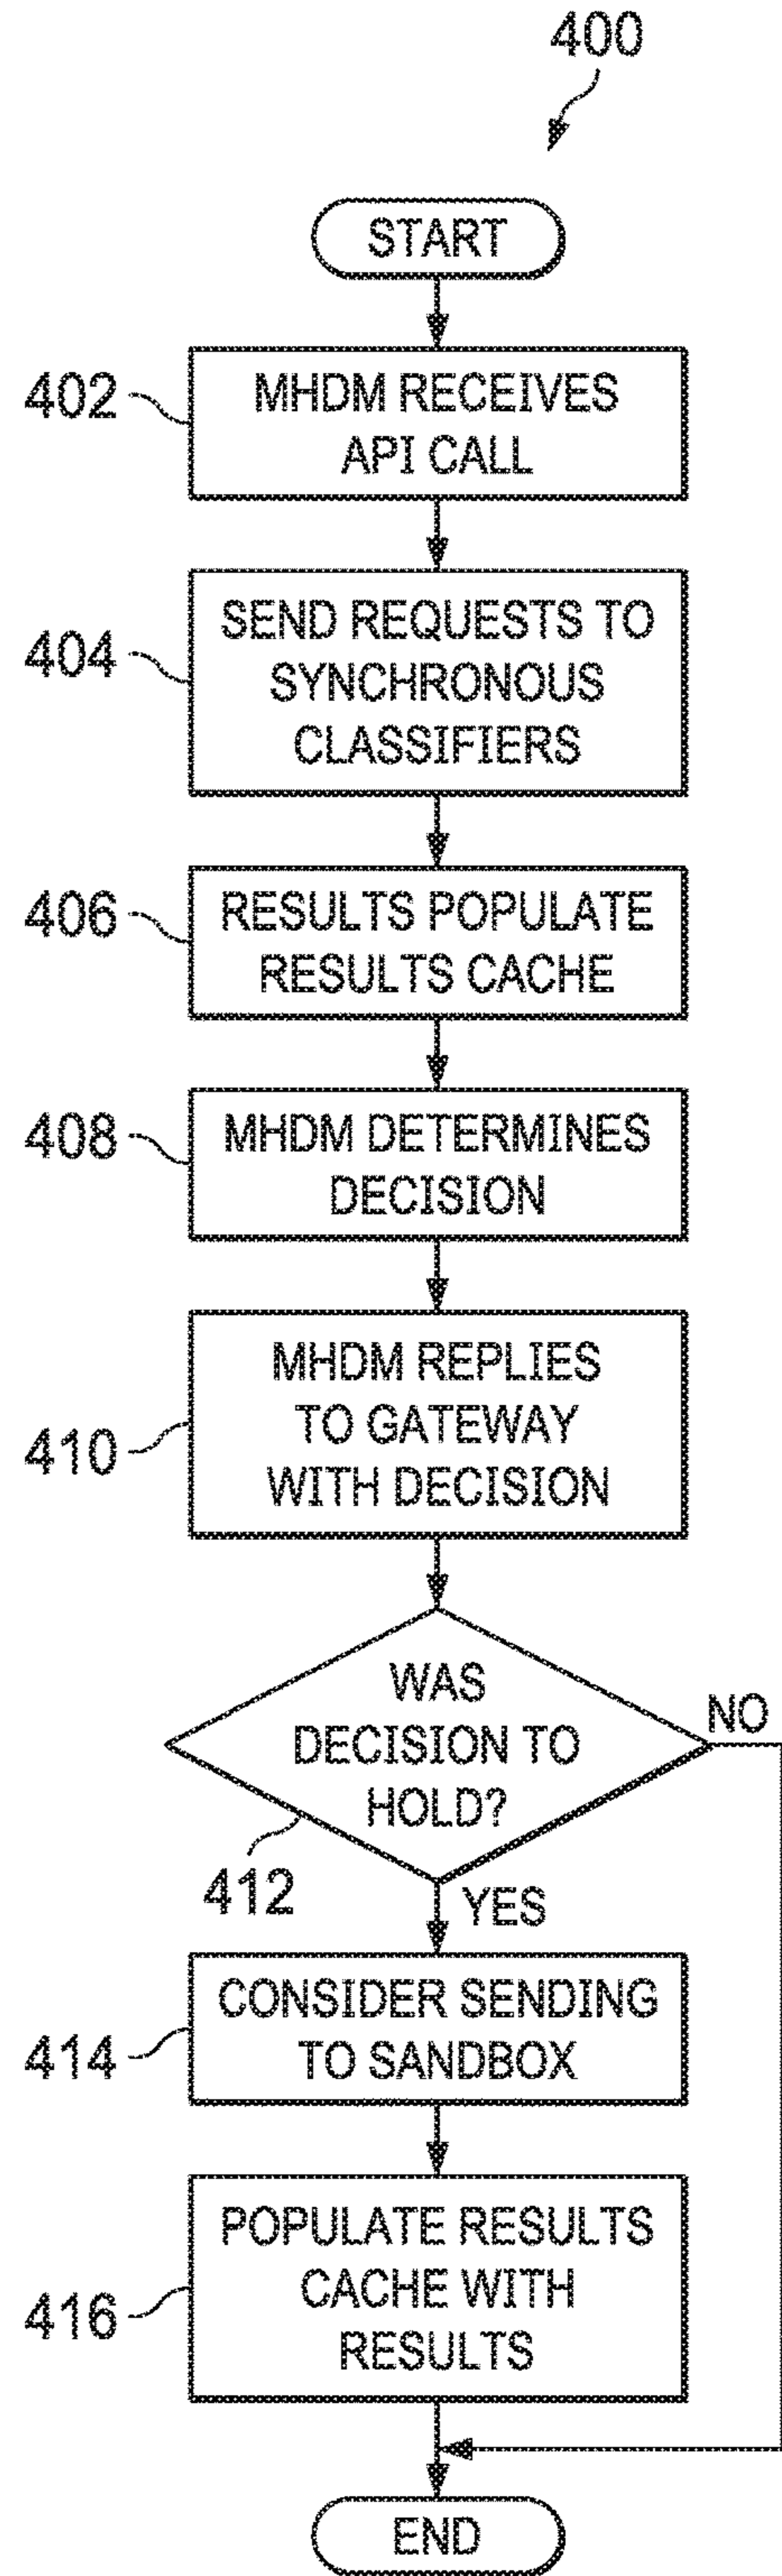 400
START
402
MHDM RECEIVES
API CALL
404
SEND REQUESTS TO
SYNCHRONOUS
CLASSIFIERS
406
RESULTS POPULATE
RESULTS CACHE
408
MHDM DETERMINES
DECISION
410
MHDM REPLIES
TO GATEWAY
WITH DECISION
WAS
DECISION TO
HOLD?
NO
412
YES
414
CONSIDER SENDING
TO SANDBOX
416
POPULATE RESULTS
CACHE WITH
RESULTS
END